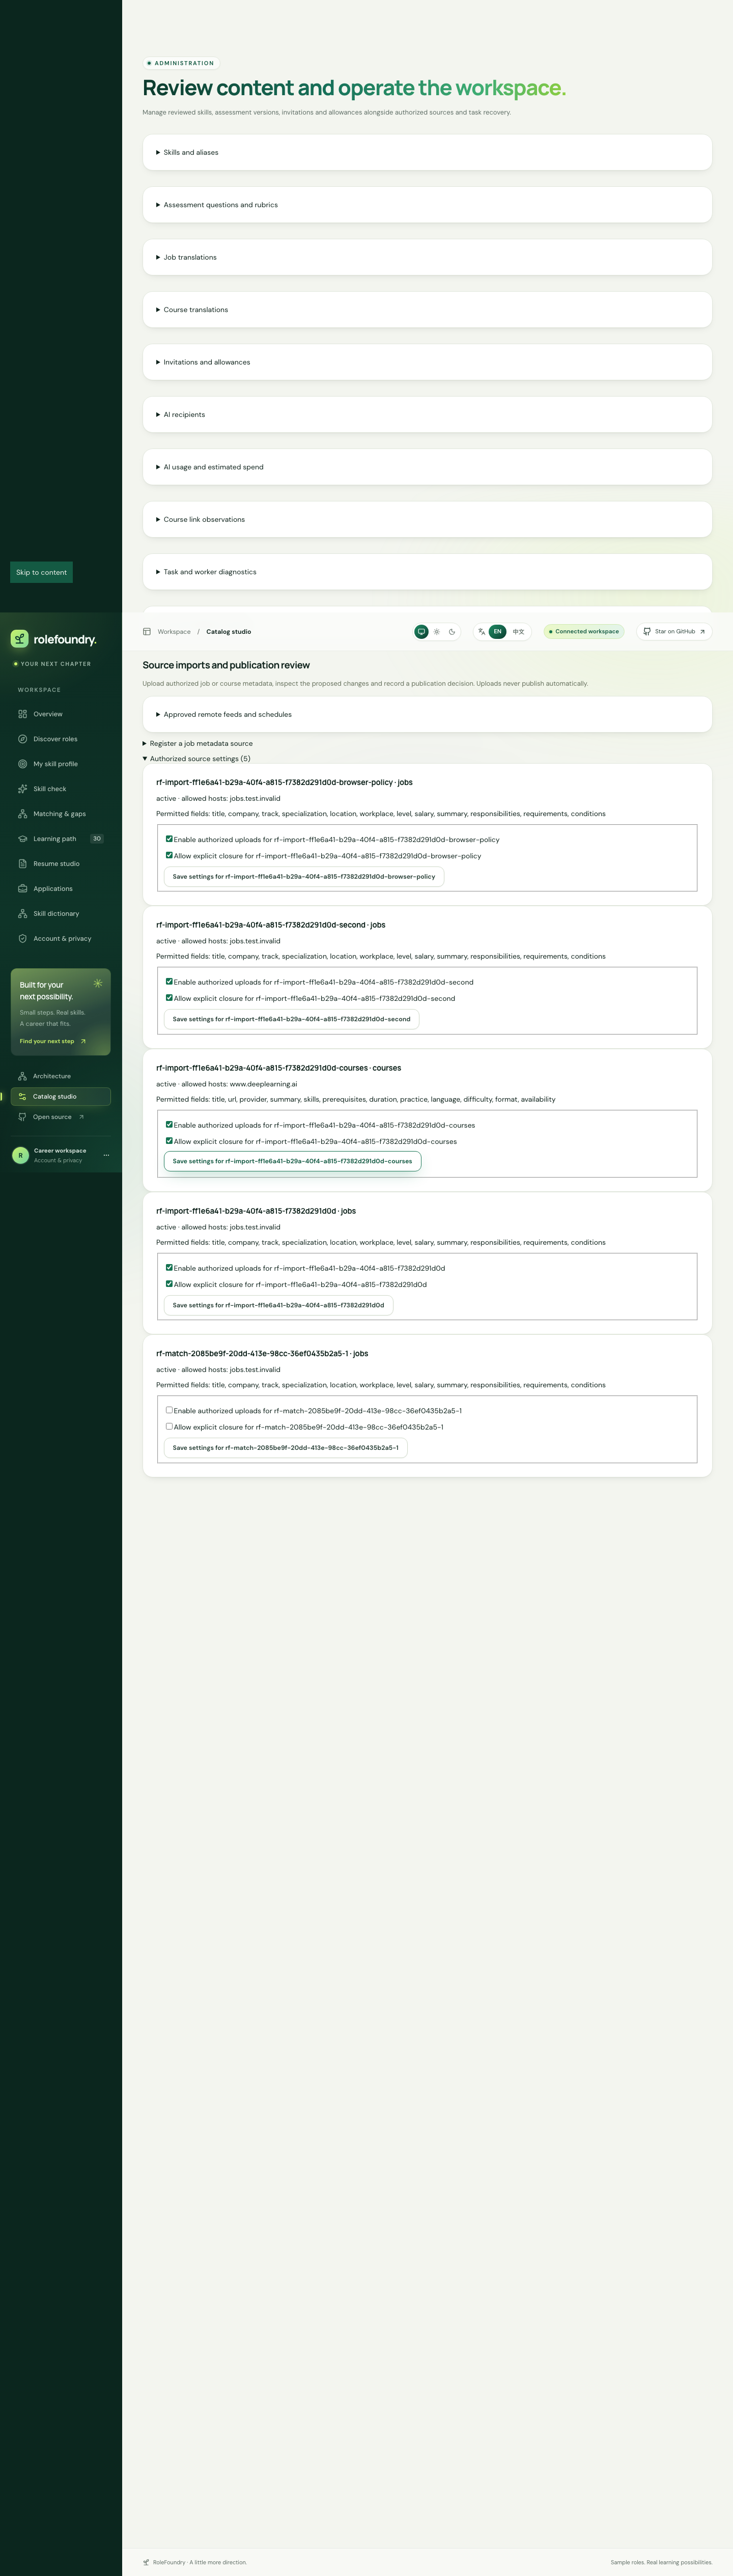 ADMINISTRATION
Review content and operate the workspace.
Manage reviewed skills, assessment versions, invitations and allowances alongside authorized sources and task recovery.
Skills and aliases
Assessment questions and rubrics
Job translations
Course translations
Invitations and allowances
AI recipients
AI usage and estimated spend
Course link observations
Task and worker diagnostics
Skip to content
rolefoundry.
YOUR NEXT CHAPTER
WORKSPACE
Overview
Discover roles
My skill profile
Skill check
Matching & gaps
Learning path 30
Resume studio
Applications
Skill dictionary
Account & privacy
Built for your
next possibility.
Small steps. Real skills.
A career that fits.
Find your next step
Architecture
Catalog studio
Open source
R
Career workspace
Account & privacy
Workspace / Catalog studio
EN 中文
Connected workspace
Star on GitHub
Source imports and publication review
Upload authorized job or course metadata, inspect the proposed changes and record a publication decision. Uploads never publish automatically.
Approved remote feeds and schedules
Register a job metadata source
Authorized source settings (5)
rf-import-ff1e6a41-b29a-40f4-a815-f7382d291d0d-browser-policy · jobs
active · allowed hosts: jobs.test.invalid
Permitted fields: title, company, track, specialization, location, workplace, level, salary, summary, responsibilities, requirements, conditions
Enable authorized uploads for rf-import-ff1e6a41-b29a-40f4-a815-f7382d291d0d-browser-policy
Allow explicit closure for rf-import-ff1e6a41-b29a-40f4-a815-f7382d291d0d-browser-policy
Save settings for rf-import-ff1e6a41-b29a-40f4-a815-f7382d291d0d-browser-policy
rf-import-ff1e6a41-b29a-40f4-a815-f7382d291d0d-second · jobs
active · allowed hosts: jobs.test.invalid
Permitted fields: title, company, track, specialization, location, workplace, level, salary, summary, responsibilities, requirements, conditions
Enable authorized uploads for rf-import-ff1e6a41-b29a-40f4-a815-f7382d291d0d-second
Allow explicit closure for rf-import-ff1e6a41-b29a-40f4-a815-f7382d291d0d-second
Save settings for rf-import-ff1e6a41-b29a-40f4-a815-f7382d291d0d-second
rf-import-ff1e6a41-b29a-40f4-a815-f7382d291d0d-courses · courses
active · allowed hosts: www.deeplearning.ai
Permitted fields: title, url, provider, summary, skills, prerequisites, duration, practice, language, difficulty, format, availability
Enable authorized uploads for rf-import-ff1e6a41-b29a-40f4-a815-f7382d291d0d-courses
Allow explicit closure for rf-import-ff1e6a41-b29a-40f4-a815-f7382d291d0d-courses
Save settings for rf-import-ff1e6a41-b29a-40f4-a815-f7382d291d0d-courses
rf-import-ff1e6a41-b29a-40f4-a815-f7382d291d0d · jobs
active · allowed hosts: jobs.test.invalid
Permitted fields: title, company, track, specialization, location, workplace, level, salary, summary, responsibilities, requirements, conditions
Enable authorized uploads for rf-import-ff1e6a41-b29a-40f4-a815-f7382d291d0d
Allow explicit closure for rf-import-ff1e6a41-b29a-40f4-a815-f7382d291d0d
Save settings for rf-import-ff1e6a41-b29a-40f4-a815-f7382d291d0d
rf-match-2085be9f-20dd-413e-98cc-36ef0435b2a5-1 · jobs
active · allowed hosts: jobs.test.invalid
Permitted fields: title, company, track, specialization, location, workplace, level, salary, summary, responsibilities, requirements, conditions
Enable authorized uploads for rf-match-2085be9f-20dd-413e-98cc-36ef0435b2a5-1
Allow explicit closure for rf-match-2085be9f-20dd-413e-98cc-36ef0435b2a5-1
Save settings for rf-match-2085be9f-20dd-413e-98cc-36ef0435b2a5-1
RoleFoundry · A little more direction
Sample roles. Real learning possibilities.